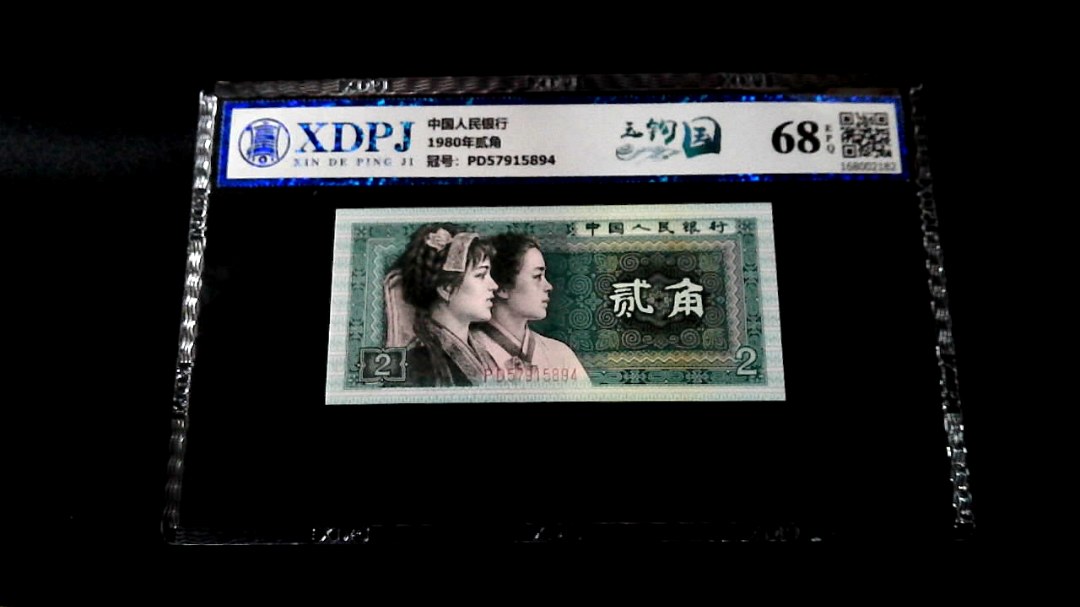 XDPJ
XIN DE PING JI
中国人民银行
1980年贰角
冠号：PD57915894
国
68
EPQ
168002182
中国人民银行
贰角
2
PD57915894
2